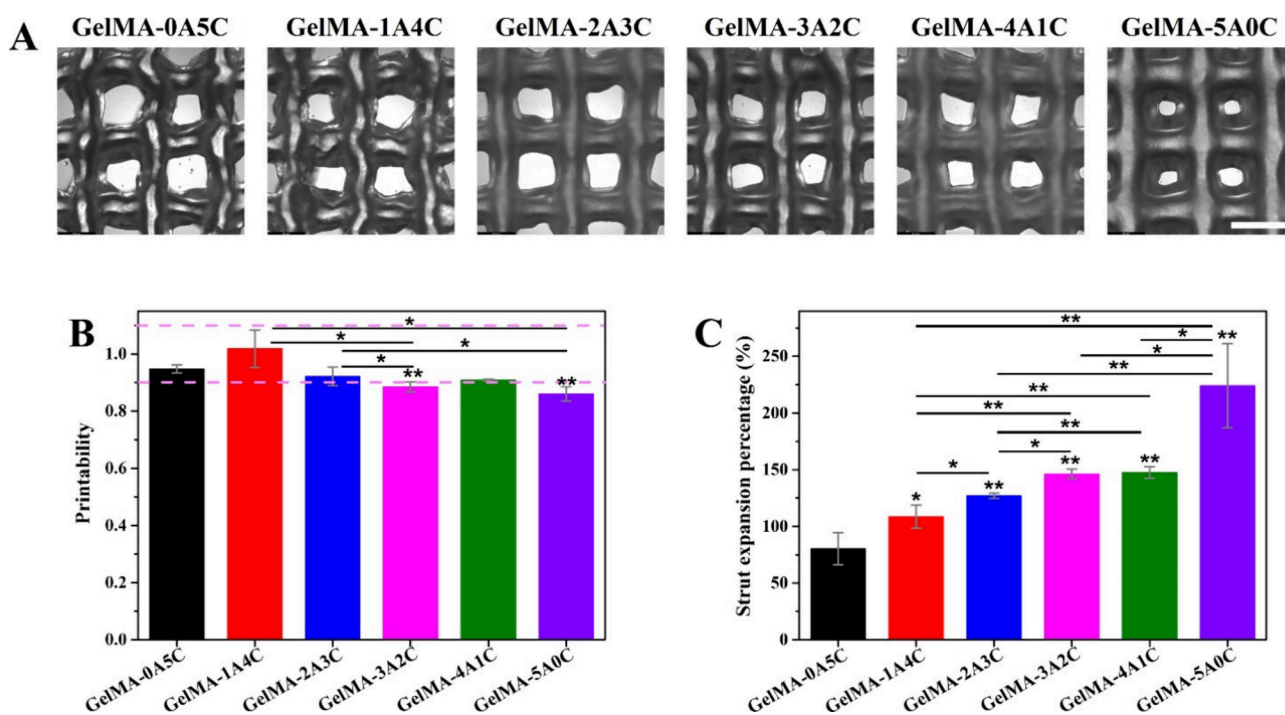 A
GelMA-0A5C GelMA-1A4C GelMA-2A3C GelMA-3A2C GelMA-4A1C GelMA-5A0C
B
Printability
1.0
0.8
0.6
0.4
0.2
0.0
*
*
*
*
**
**
GelMA-0A5C
GelMA-1A4C
GelMA-2A3C
GelMA-3A2C
GelMA-4A1C
GelMA-5A0C
C
Strut expansion percentage (%)
250
200
150
100
50
0
**
*
**
*
**
**
**
**
*
**
**
*
**
*
GelMA-0A5C
GelMA-1A4C
GelMA-2A3C
GelMA-3A2C
GelMA-4A1C
GelMA-5A0C